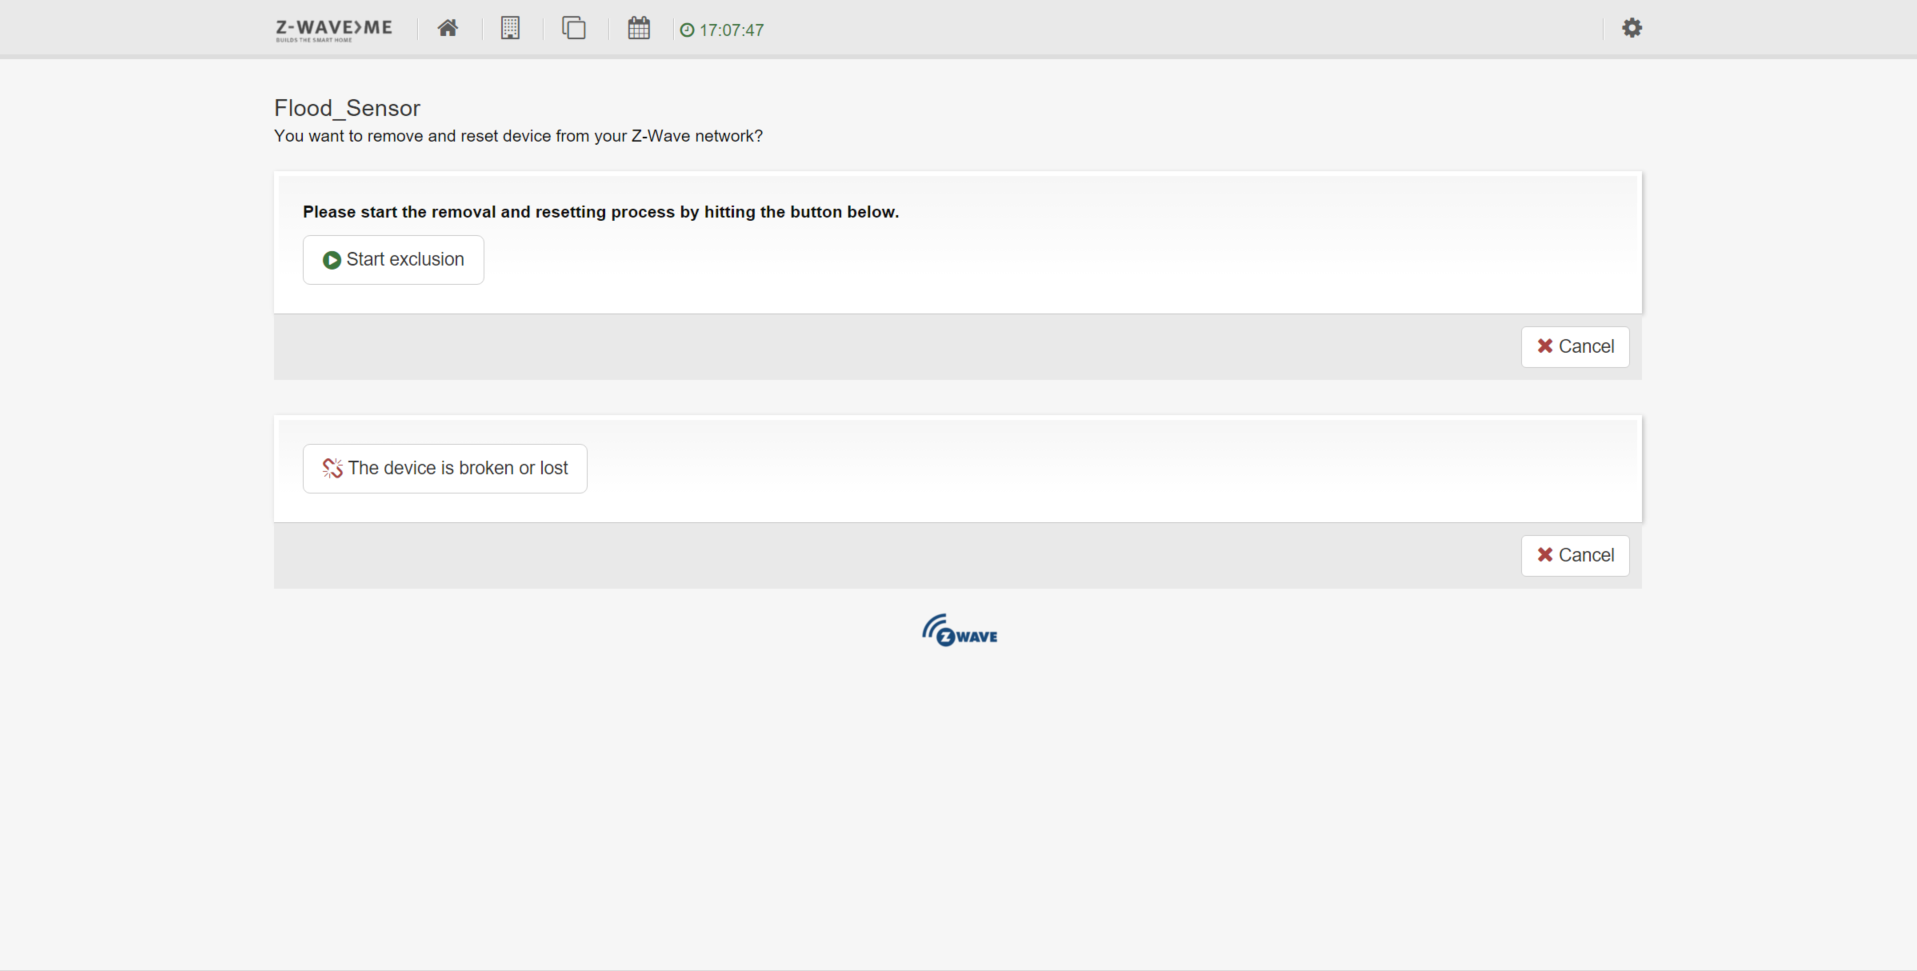 Z-WAVE>ME
BUILDS THE SMART HOME
17:07:47
Flood_Sensor
You want to remove and reset device from your Z-Wave network?
Please start the removal and resetting process by hitting the button below.
Start exclusion
Cancel
The device is broken or lost
Cancel
Z WAVE